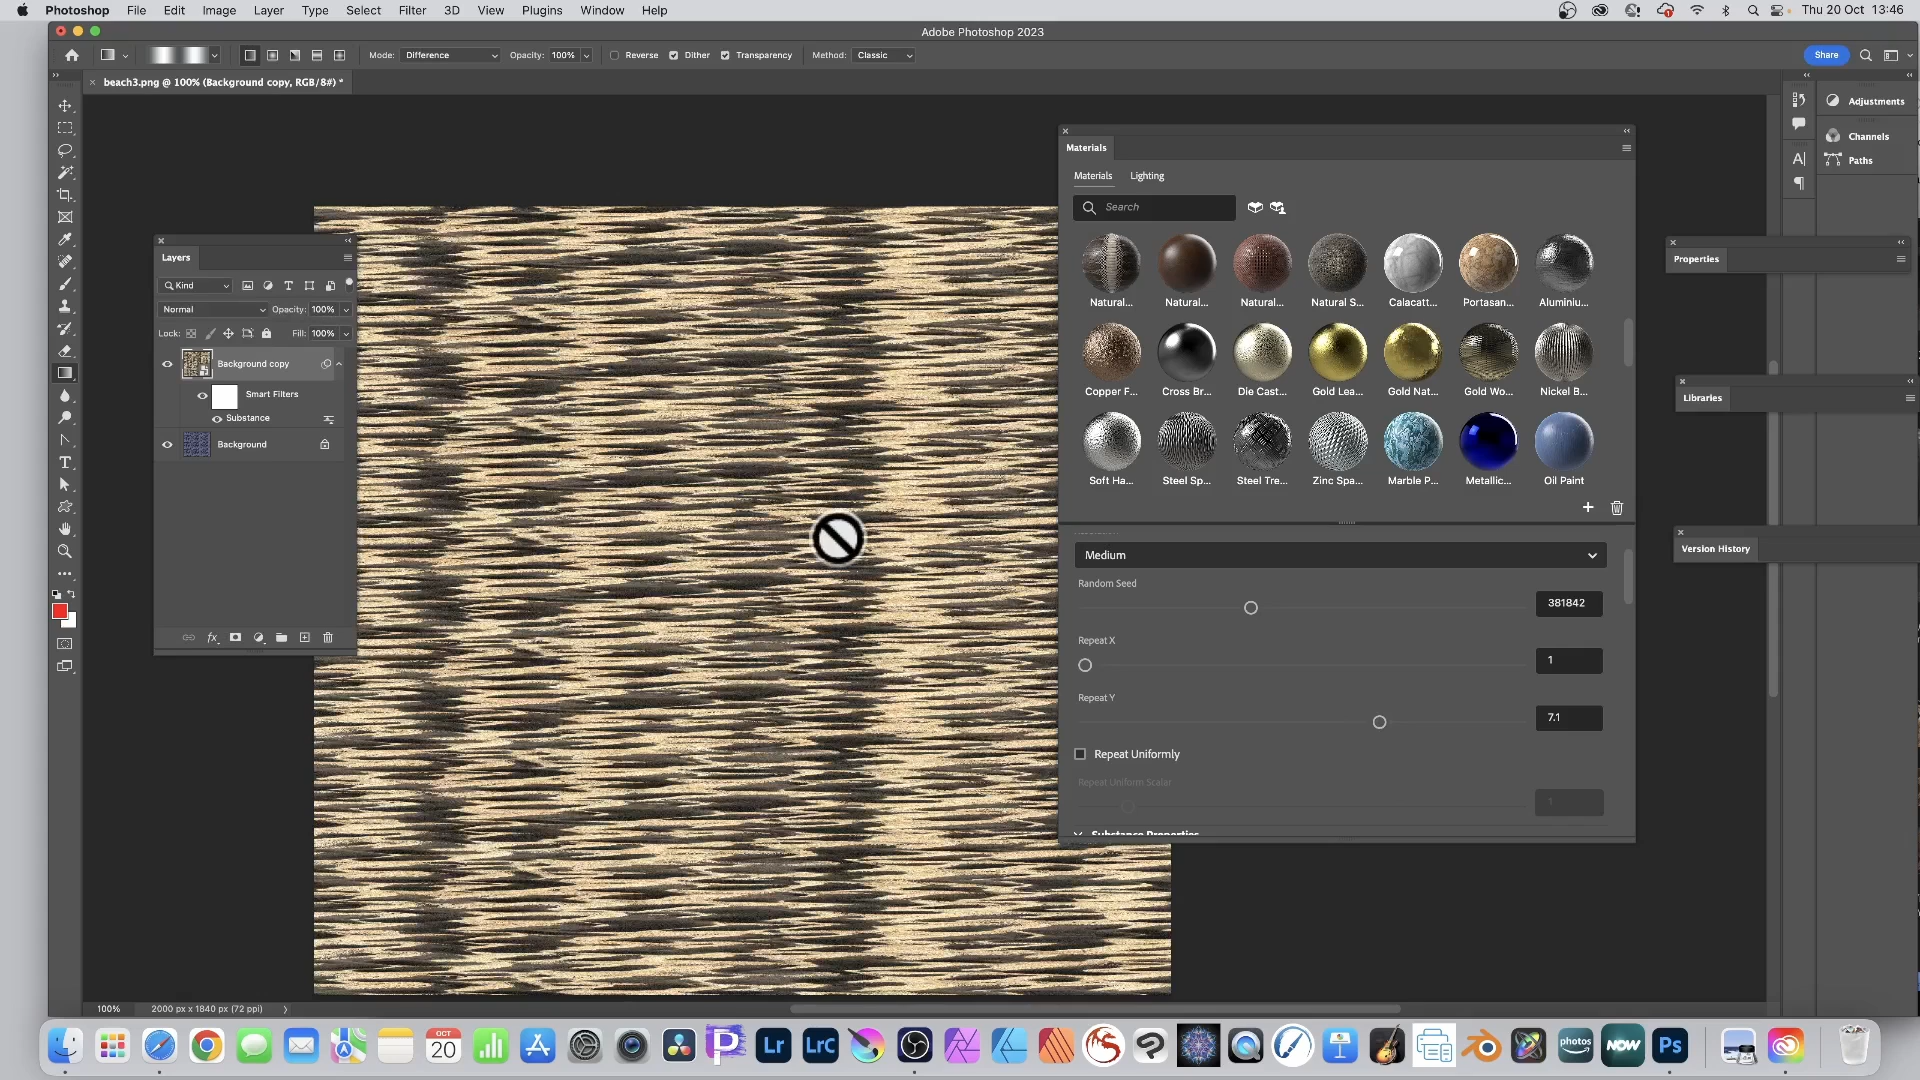 Photoshop File Edit Image Layer Type Select Filter 3D View Plugins Window Help Thu 20 Oct 13:46
Adobe Photoshop 2023
Mode: Difference Opacity: 100% Reverse Dither Transparency Method: Classic Share
beach3.png @ 100% (Background copy, RGB/8#) *
Adjustments
Channels
Paths
Materials
Materials Lighting
Search
Natural... Natural... Natural... Natural S... Calacatt... Portasan... Aluminiu...
Copper F... Cross Br... Die Cast... Gold Lea... Gold Nat... Gold Wo... Nickel B...
Soft Ha... Steel Sp... Steel Tre... Zinc Spa... Marble P... Metallic... Oil Paint
Medium
Random Seed
381842
Repeat X
1
Repeat Y
7.1
Repeat Uniformly
Repeat Uniform Scalar
1
Substance Properties
Layers
Kind
Normal Opacity: 100%
Lock: Fill: 100%
Background copy
Smart Filters
Substance
Background
Properties
Libraries
Version History
100% 2000 px x 1840 px (72 ppi)
OCT
20
Lr
LrC
photos
NOW
Ps